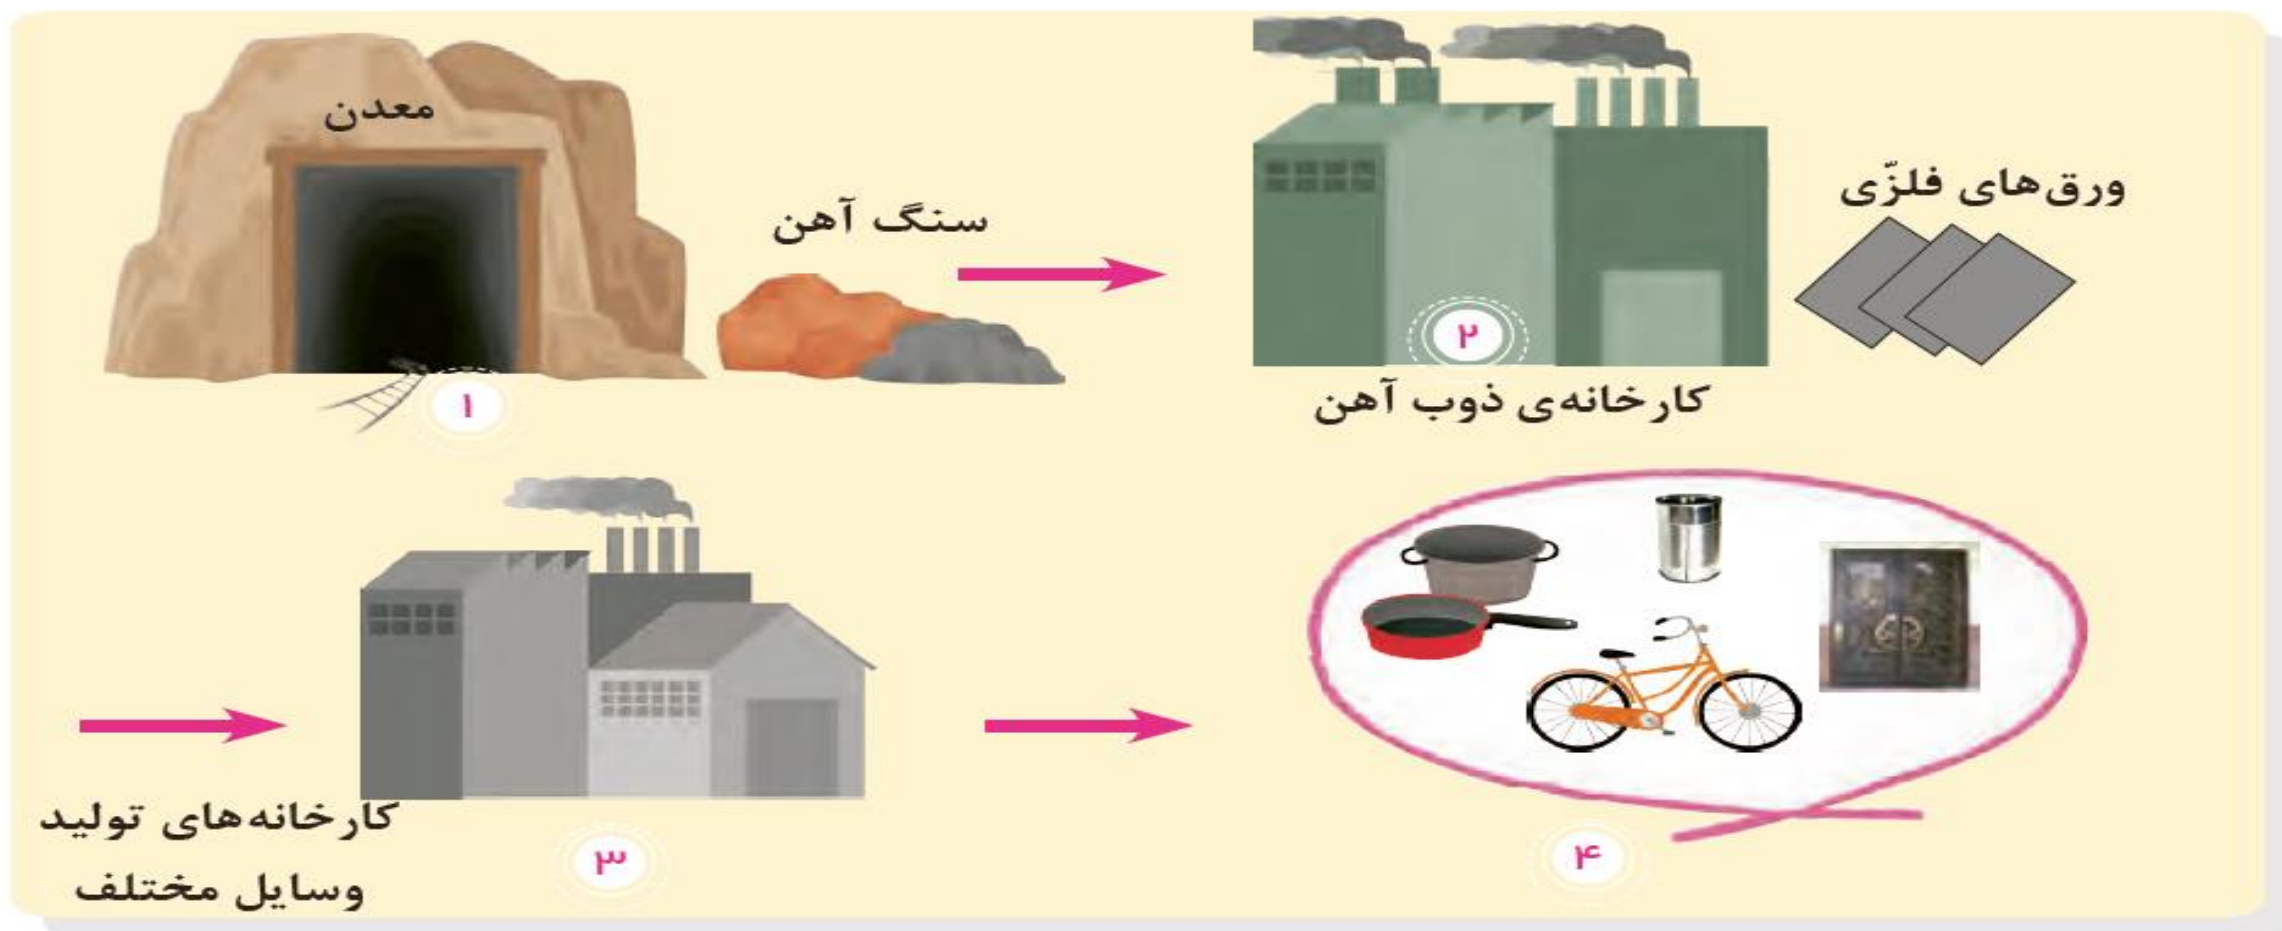 معدن
سنگ آهن
۱
۲
کارخانه‌ی ذوب آهن
ورق‌های فلزّی
کارخانه‌های تولید
وسایل مختلف
۳
۴